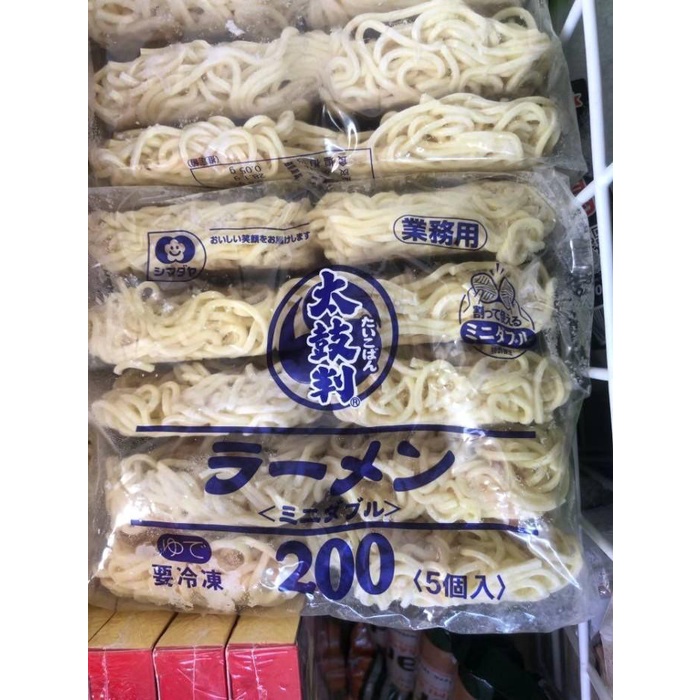 シマダヤ
おいしい笑顔をお届けします
業務用
太鼓判
たいこばん
®
割って使える
ミニダブル
ラーメン
<ミニダブル>
ゆで
要冷凍
200
〈5個入〉